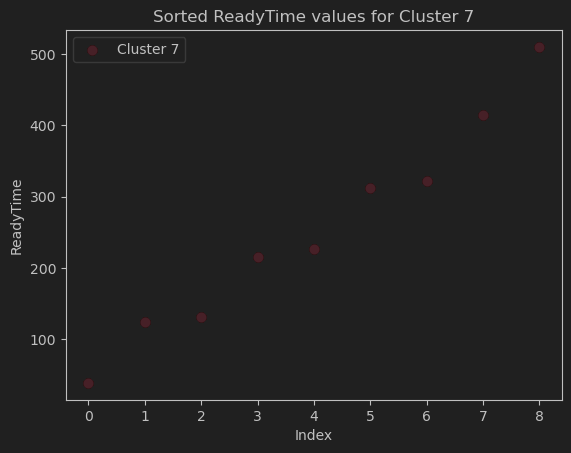 Sorted ReadyTime values for Cluster 7
Cluster 7
500
400
300
200
100
ReadyTime
0 1 2 3 4 5 6 7 8
Index